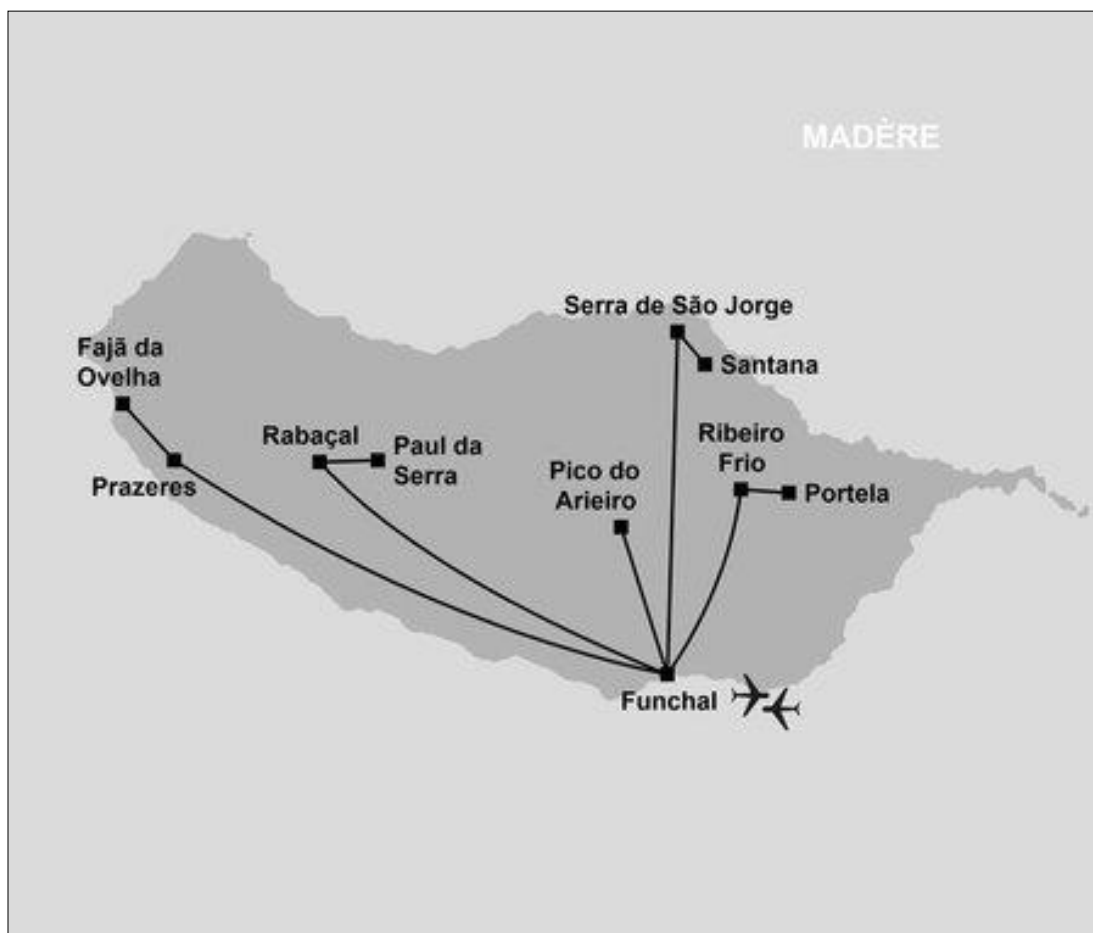 MADÈRE
Serra de São Jorge
Fajã da
Ovelha
Santana
Rabaçal
Paul da
Serra
Ribeiro
Frio
Prazeres
Pico do
Arieiro
Portela
Funchal